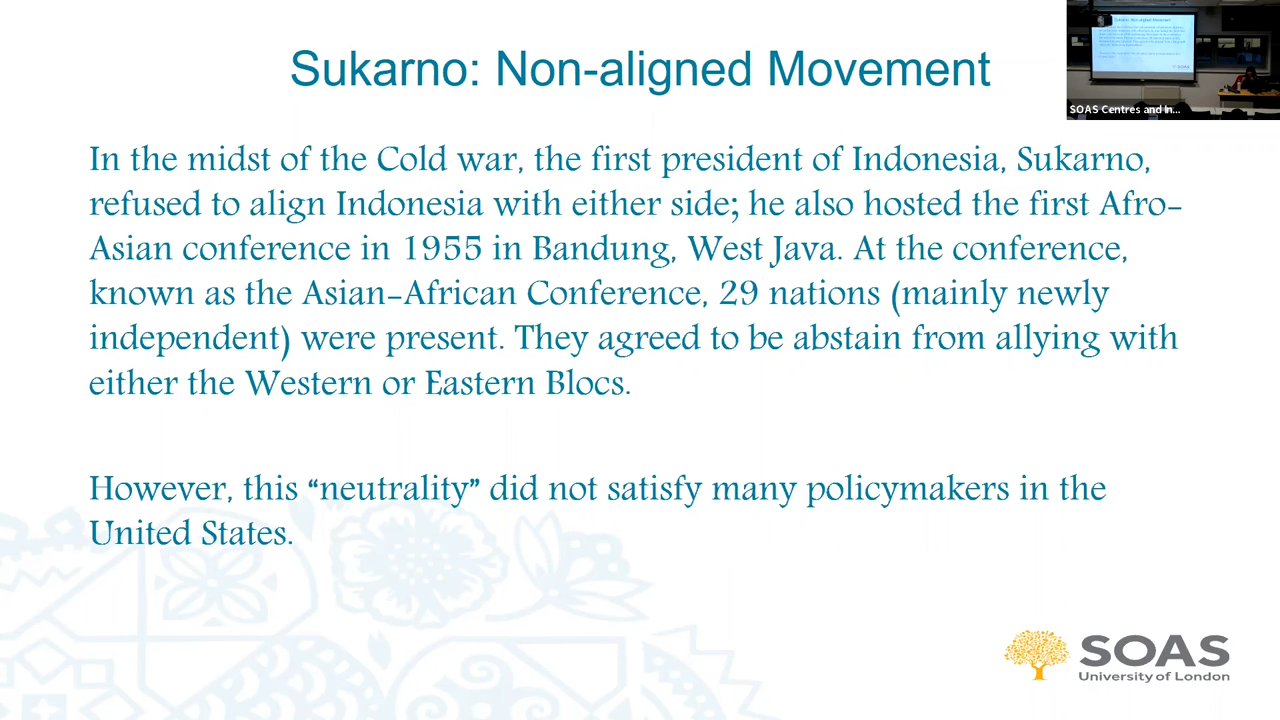 Sukarno: Non-aligned Movement
SOAS Centres and In...
In the midst of the Cold war, the first president of Indonesia, Sukarno,
refused to align Indonesia with either side; he also hosted the first Afro-
Asian conference in 1955 in Bandung, West Java. At the conference,
known as the Asian-African Conference, 29 nations (mainly newly
independent) were present. They agreed to be abstain from allying with
either the Western or Eastern Blocs.
However, this “neutrality” did not satisfy many policymakers in the
United States.
SOAS
University of London